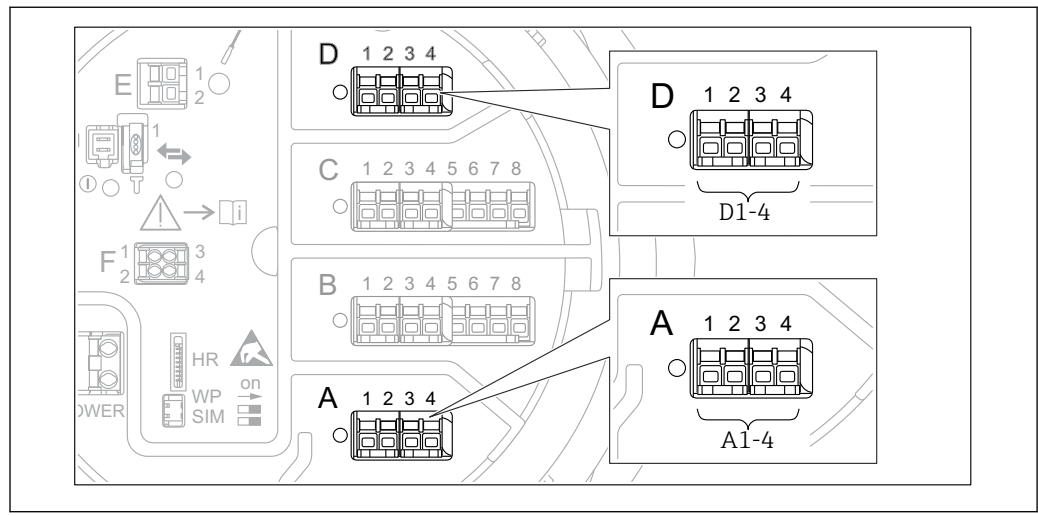 D 1 2 3 4
E 1
2
1
C 1 2 3 4 5 6 7 8
i
F 1 3
2 4
B 1 2 3 4 5 6 7 8
HR
WP on
SIM
OWER
A 1 2 3 4
D 1 2 3 4
D1-4
A 1 2 3 4
A1-4